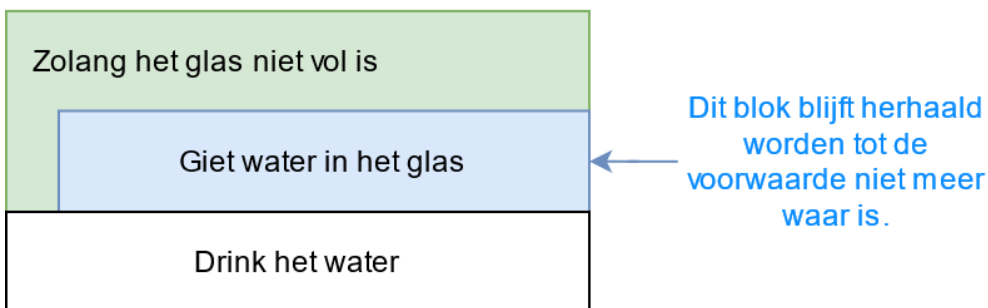 Zolang het glas niet vol is
Giet water in het glas
Dit blok blijft herhaald
worden tot de
voorwaarde niet meer
waar is.
Drink het water